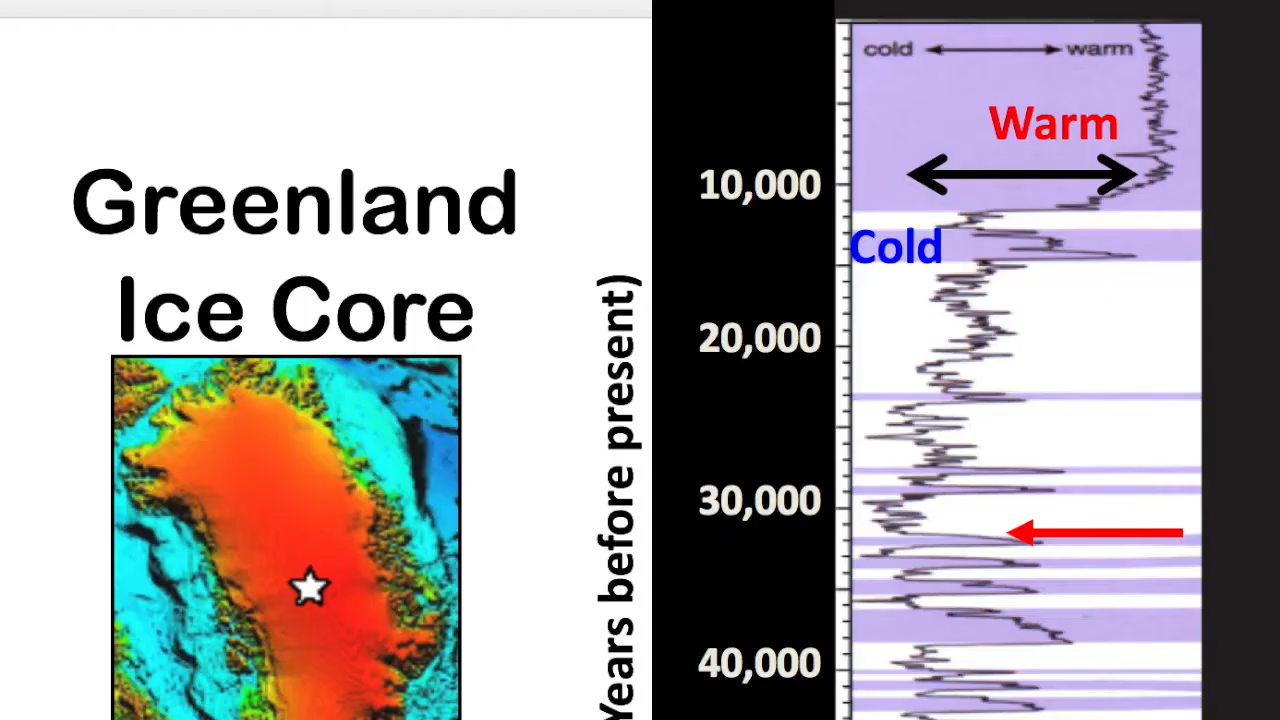 Greenland
Ice Core
Years before present)
cold
warm
Warm
10,000
Cold
20,000
30,000
40,000